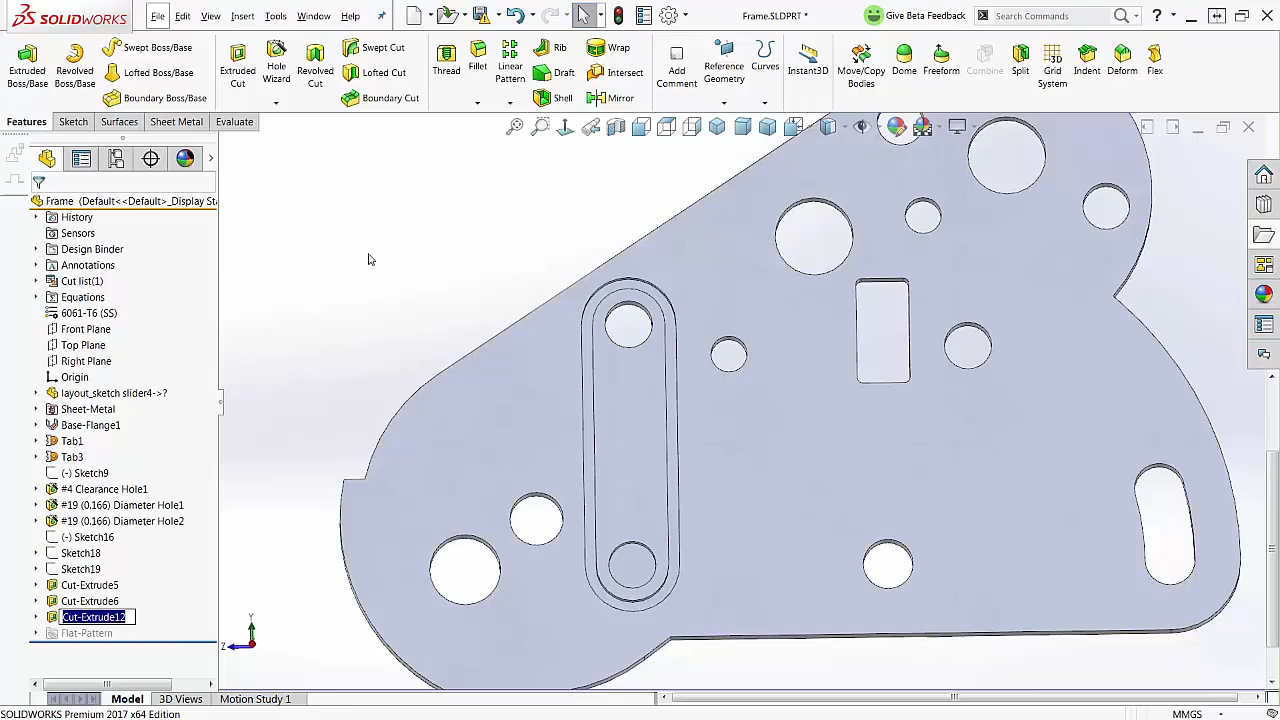 SOLIDWORKS File Edit View Insert Tools Window Help Frame.SLDPRT * Give Beta Feedback Search Commands ?
Extruded Boss/Base
Revolved Boss/Base
Swept Boss/Base
Lofted Boss/Base
Boundary Boss/Base
Extruded Cut
Hole Wizard
Revolved Cut
Swept Cut
Lofted Cut
Boundary Cut
Thread
Fillet
Linear Pattern
Rib
Draft
Shell
Wrap
Intersect
Mirror
Add Comment
Reference Geometry
Curves
Instant3D
Move/Copy Bodies
Dome
Freeform
Combine
Split
Grid System
Indent
Deform
Flex
Features Sketch Surfaces Sheet Metal Evaluate
Frame (Default<<Default>_Display St
History
Sensors
Design Binder
Annotations
Cut list(1)
Equations
6061-T6 (SS)
Front Plane
Top Plane
Right Plane
Origin
layout_sketch slider4->?
Sheet-Metal
Base-Flange1
Tab1
Tab3
(-) Sketch9
#4 Clearance Hole1
#19 (0.166) Diameter Hole1
#19 (0.166) Diameter Hole2
(-) Sketch16
Sketch18
Sketch19
Cut-Extrude5
Cut-Extrude6
Cut-Extrude12
Flat-Pattern
Y
Z
Model 3D Views Motion Study 1
SOLIDWORKS Premium 2017 x64 Edition MMGS